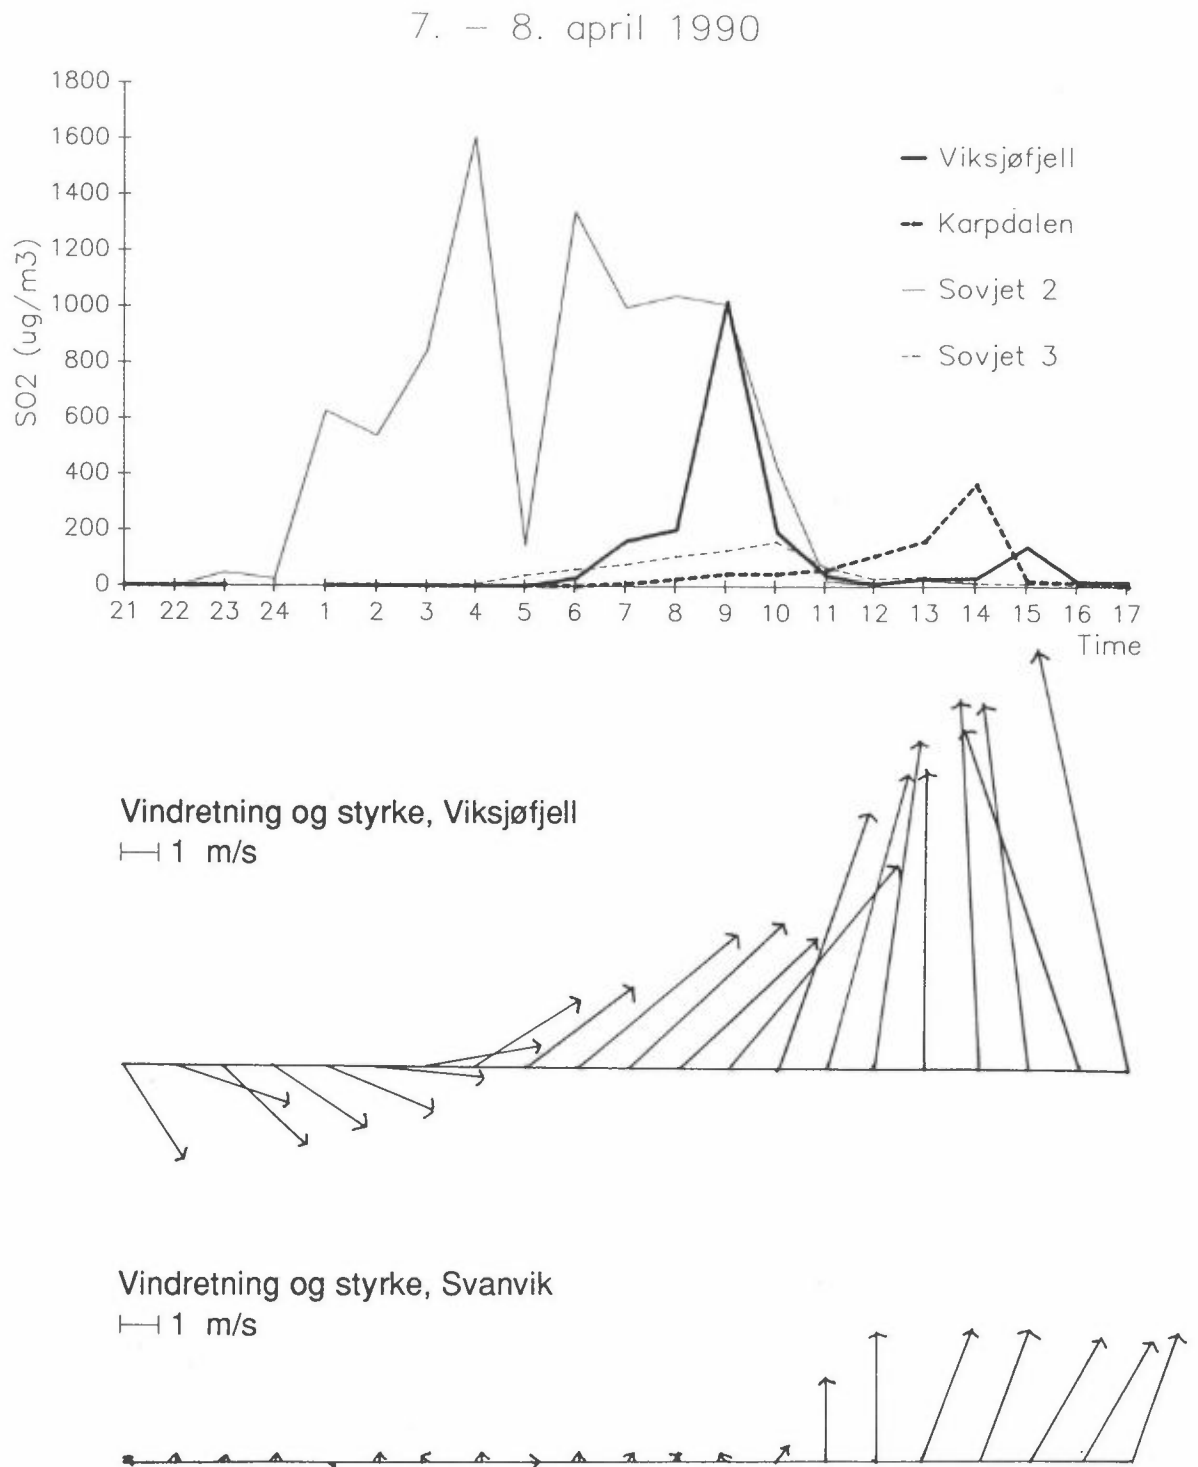 7. – 8. april 1990
1800
1600
1400
1200
1000
800
600
400
200
0
SO2 (ug/m3)
Viksjøfjell
Karpdalen
Sovjet 2
Sovjet 3
21 22 23 24 1 2 3 4 5 6 7 8 9 10 11 12 13 14 15 16 17
Time
Vindretning og styrke, Viksjøfjell
1 m/s
Vindretning og styrke, Svanvik
1 m/s